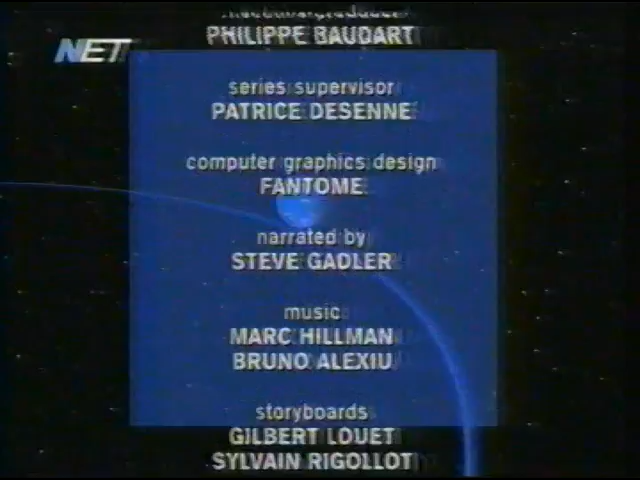 PHILIPPE BAUDART
NET
series supervisor
PATRICE DESENNE
computer graphics design
FANTOME
narrated by
STEVE GADLER
music
MARC HILLMAN
BRUNO ALEXIU
storyboards
GILBERT LOUET
SYLVAIN RIGOLLOT